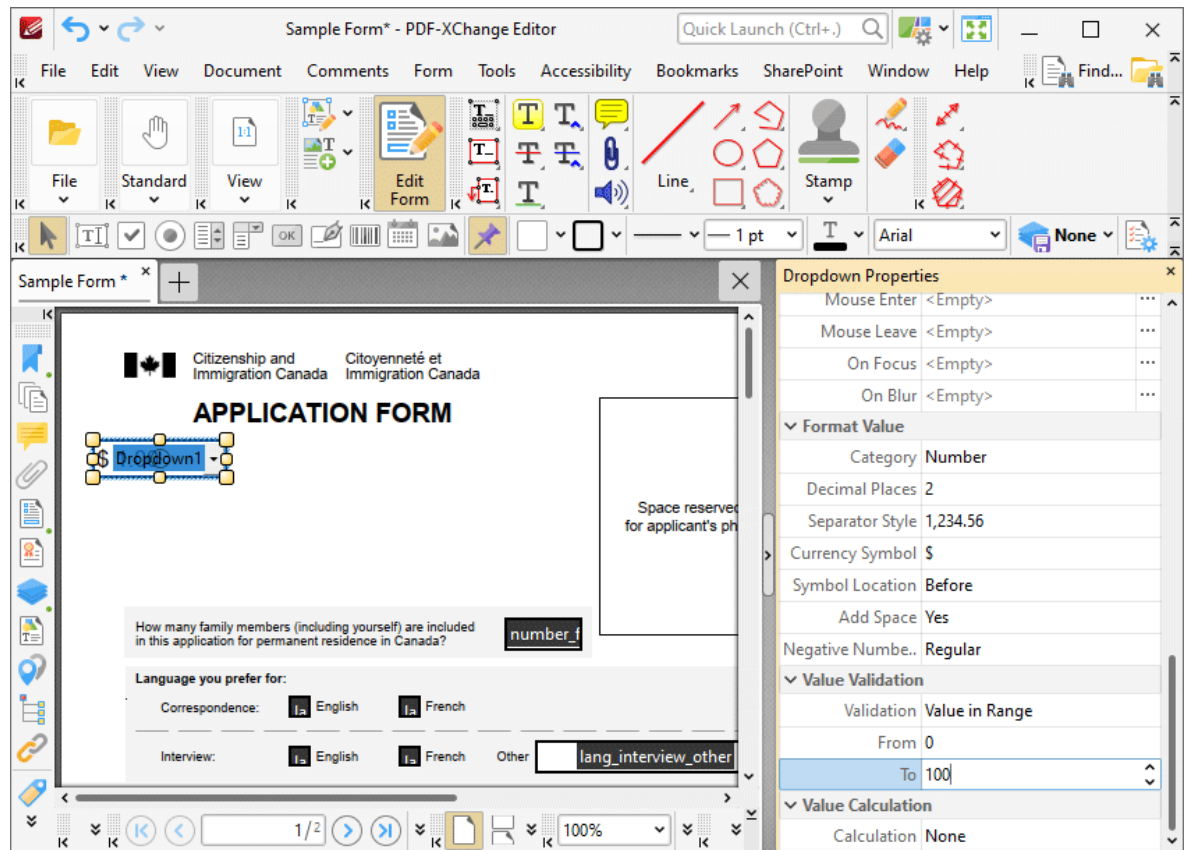 Sample Form* - PDF-XChange Editor
Quick Launch (Ctrl+.)
File Edit View Document Comments Form Tools Accessibility Bookmarks SharePoint Window Help Find...
File Standard View Edit Form Line Stamp
OK 1 pt Arial None
Sample Form *
Dropdown Properties
Citizenship and Citoyenneté et
Immigration Canada Immigration Canada
APPLICATION FORM
$ Dropdown1
Space reserved
for applicant's ph
How many family members (including yourself) are included
in this application for permanent residence in Canada?
number_f
Language you prefer for:
Correspondence: la English la French
Interview: la English la French Other lang_interview_other
1/2
100%
Mouse Enter <Empty> ...
Mouse Leave <Empty> ...
On Focus <Empty> ...
On Blur <Empty> ...
Format Value
Category Number
Decimal Places 2
Separator Style 1,234.56
Currency Symbol $
Symbol Location Before
Add Space Yes
Negative Numbe.. Regular
Value Validation
Validation Value in Range
From 0
To 100
Value Calculation
Calculation None